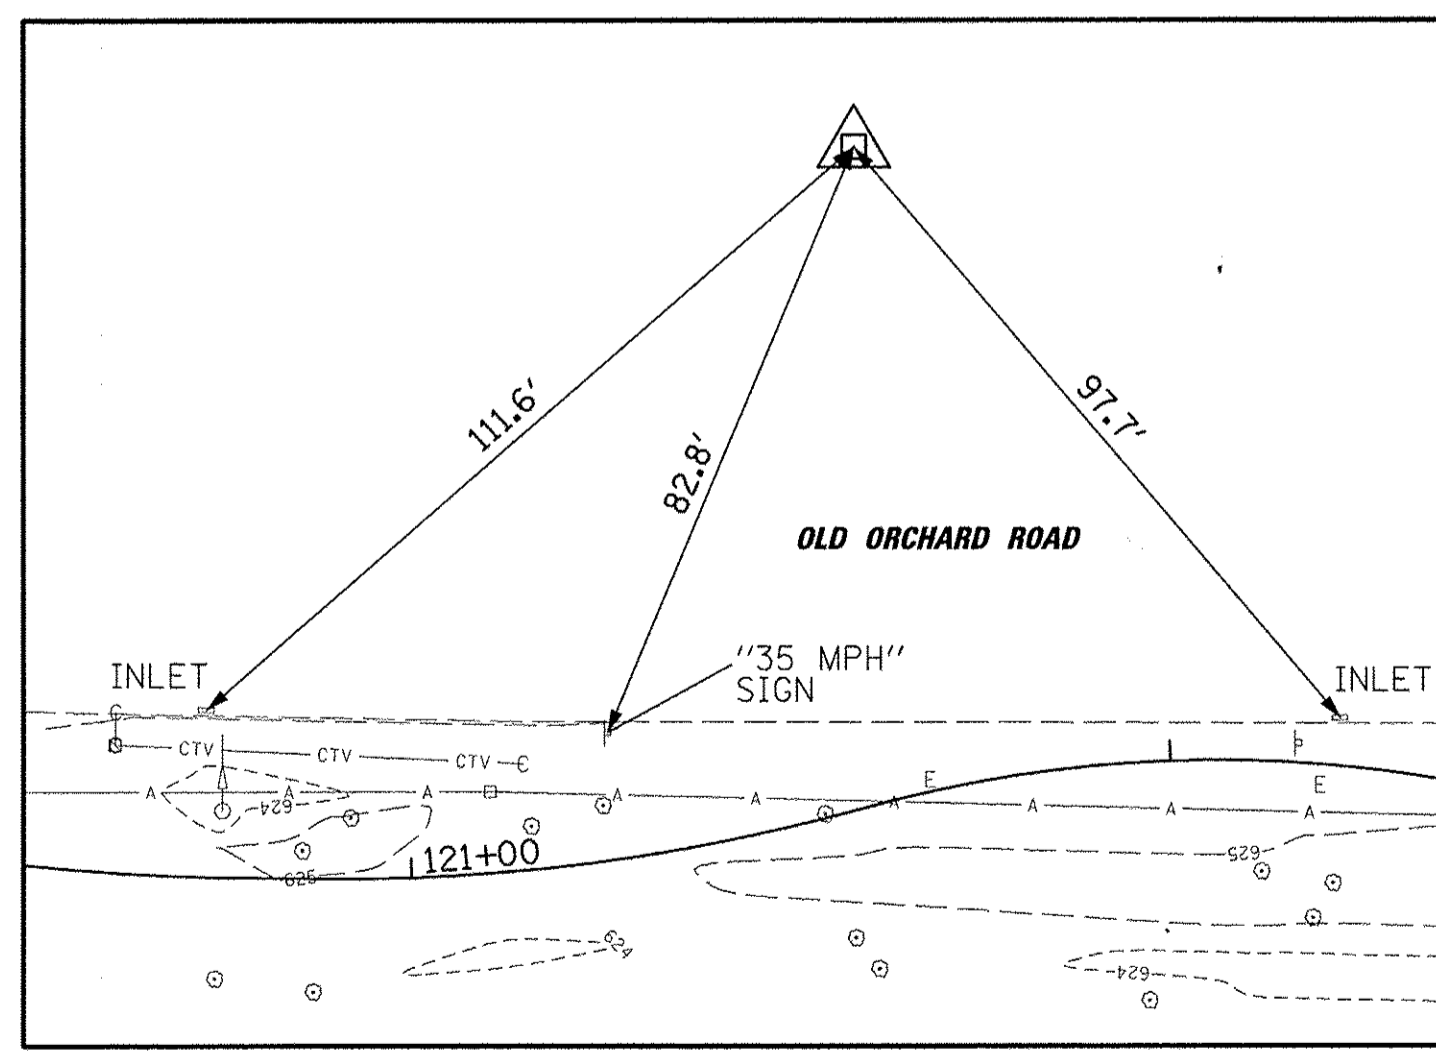 111.6'
82.8'
97.7'
OLD ORCHARD ROAD
"35 MPH"
SIGN
INLET
INLET
C
CTV CTV CTV C
A A A A A A A A A
E E
624
625
121+00
625
624
624